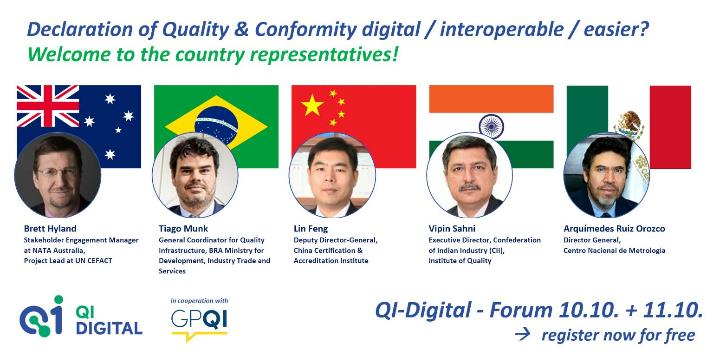 Declaration of Quality & Conformity digital / interoperable / easier?
Welcome to the country representatives!
Brett Hyland
Stakeholder Engagement Manager
at NATA Australia,
Project Lead at UN CEFACT
Tiago Munk
General Coordinator for Quality
Infrastructure, BRA Ministry for
Development, Industry Trade and
Services
Lin Feng
Deputy Director-General,
China Certification &
Accreditation Institute
Vipin Sahni
Executive Director, Confederation
of Indian Industry (CII),
Institute of Quality
Arquímedes Ruiz Orozco
Director General,
Centro Nacional de Metrologia
QI
QI
DIGITAL
in cooperation with
GPQI
QI-Digital - Forum 10.10. + 11.10.
→ register now for free